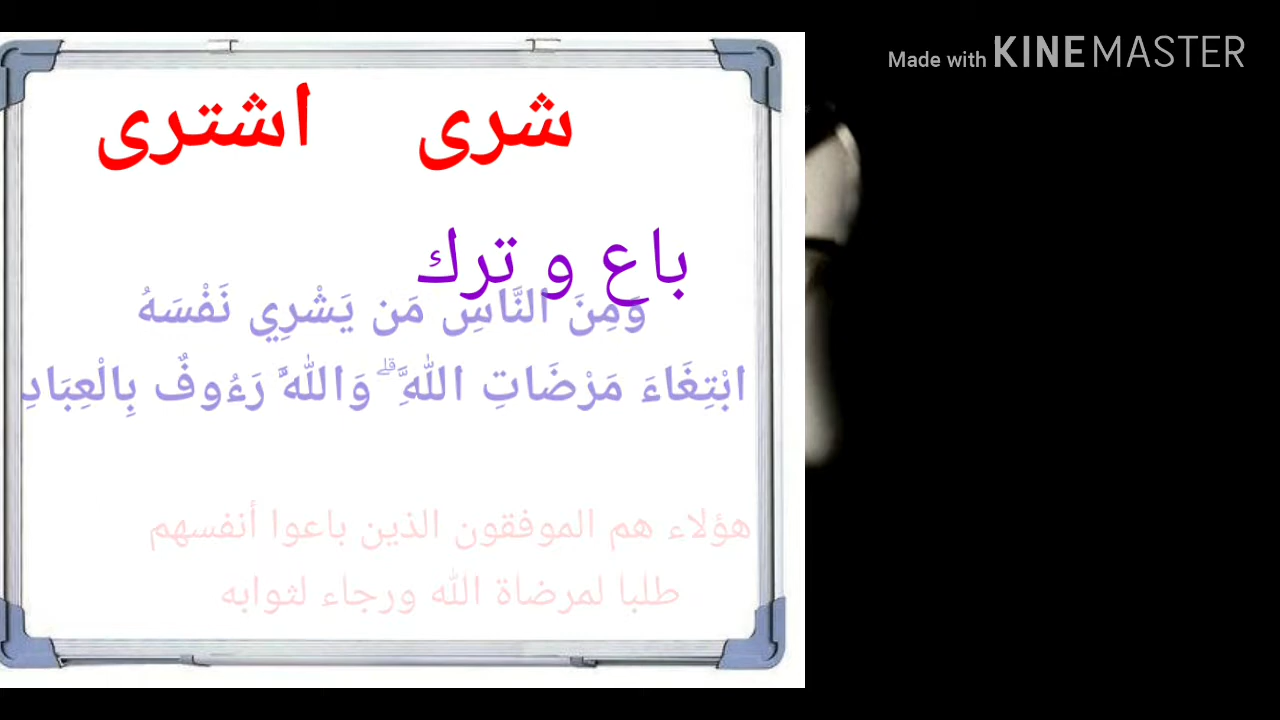 Made with KINEMASTER
شرى اشترى
باع و ترك
وَمِنَ النَّاسِ مَن يَشْرِي نَفْسَهُ
ابْتِغَاءَ مَرْضَاتِ اللَّهِ ۗ وَاللَّهُ رَءُوفٌ بِالْعِبَادِ
هؤلاء هم الموفقون الذين باعوا أنفسهم
طلبا لمرضاة الله ورجاء لثوابه